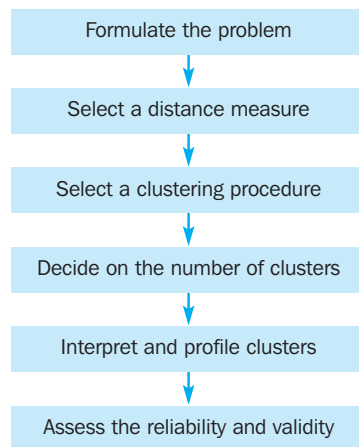 Formulate the problem
Select a distance measure
Select a clustering procedure
Decide on the number of clusters
Interpret and profile clusters
Assess the reliability and validity